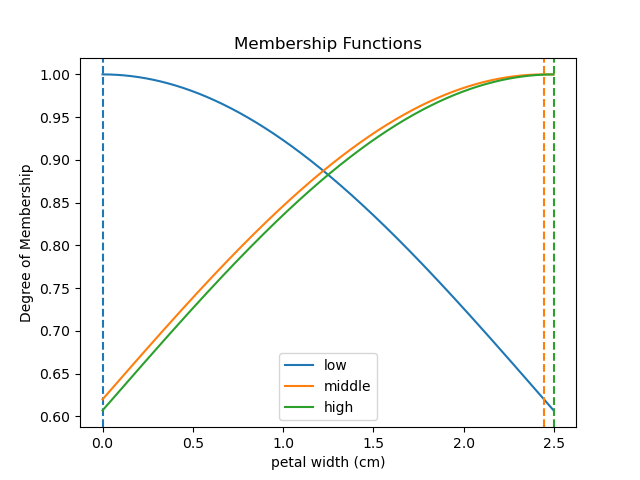 Membership Functions
Degree of Membership
1.00
0.95
0.90
0.85
0.80
0.75
0.70
0.65
0.60
low
middle
high
0.0 0.5 1.0 1.5 2.0 2.5
petal width (cm)